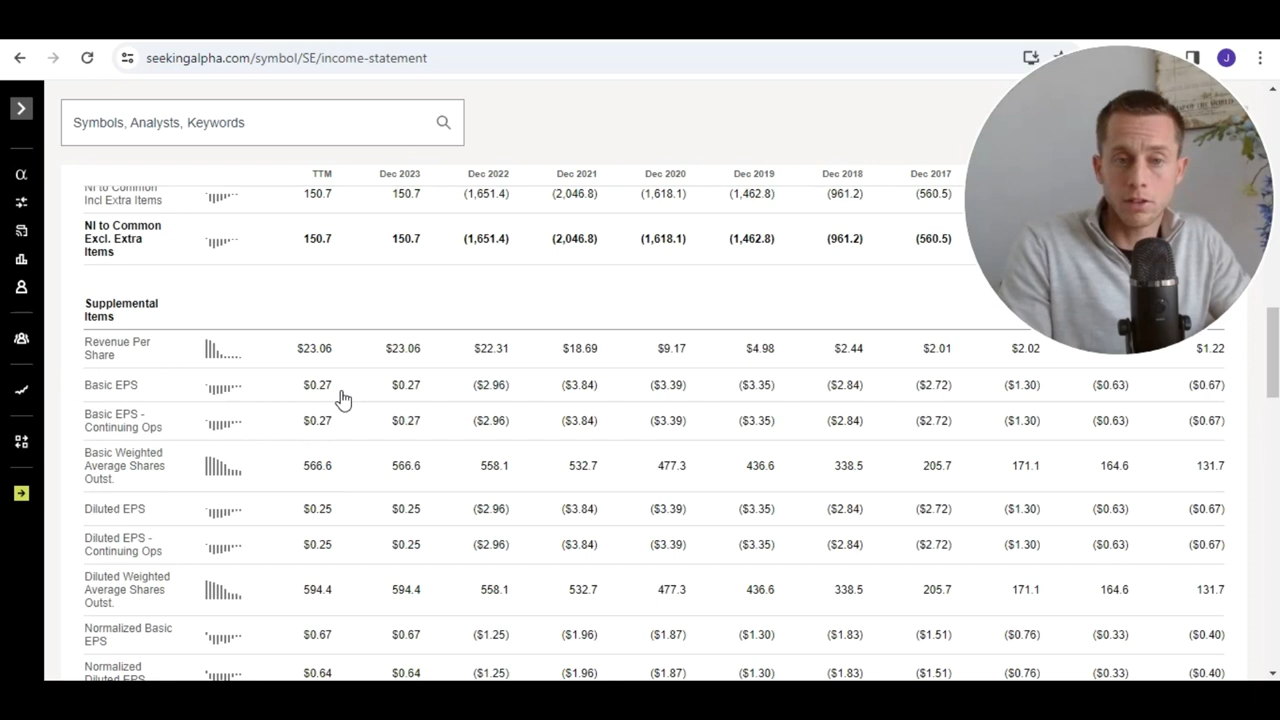 seekingalpha.com/symbol/SE/income-statement
J
Symbols, Analysts, Keywords
TTM Dec 2023 Dec 2022 Dec 2021 Dec 2020 Dec 2019 Dec 2018 Dec 2017
NI to Common
Incl Extra Items 150.7 150.7 (1,651.4) (2,046.8) (1,618.1) (1,462.8) (961.2) (560.5)
NI to Common
Excl. Extra 150.7 150.7 (1,651.4) (2,046.8) (1,618.1) (1,462.8) (961.2) (560.5)
Items
Supplemental
Items
Revenue Per
Share $23.06 $23.06 $22.31 $18.69 $9.17 $4.98 $2.44 $2.01 $2.02 $1.22
Basic EPS $0.27 $0.27 ($2.96) ($3.84) ($3.39) ($3.35) ($2.84) ($2.72) ($1.30) ($0.63) ($0.67)
Basic EPS -
Continuing Ops $0.27 $0.27 ($2.96) ($3.84) ($3.39) ($3.35) ($2.84) ($2.72) ($1.30) ($0.63) ($0.67)
Basic Weighted
Average Shares 566.6 566.6 558.1 532.7 477.3 436.6 338.5 205.7 171.1 164.6 131.7
Outst.
Diluted EPS $0.25 $0.25 ($2.96) ($3.84) ($3.39) ($3.35) ($2.84) ($2.72) ($1.30) ($0.63) ($0.67)
Diluted EPS -
Continuing Ops $0.25 $0.25 ($2.96) ($3.84) ($3.39) ($3.35) ($2.84) ($2.72) ($1.30) ($0.63) ($0.67)
Diluted Weighted
Average Shares 594.4 594.4 558.1 532.7 477.3 436.6 338.5 205.7 171.1 164.6 131.7
Outst.
Normalized Basic
EPS $0.67 $0.67 ($1.25) ($1.96) ($1.87) ($1.30) ($1.83) ($1.51) ($0.76) ($0.33) ($0.40)
Normalized
Diluted EPS $0.64 $0.64 ($1.25) ($1.96) ($1.87) ($1.30) ($1.83) ($1.51) ($0.76) ($0.33) ($0.40)